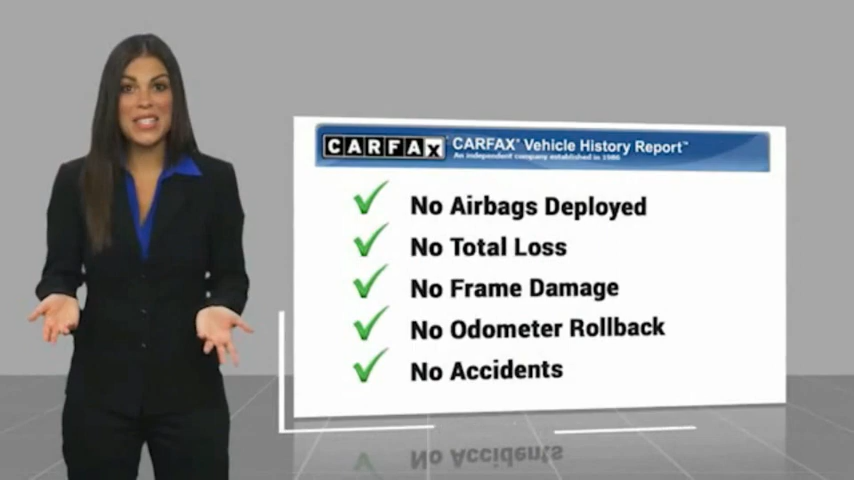 CARFAX CARFAX® Vehicle History Report™
An independent company established in 1986
No Airbags Deployed
No Total Loss
No Frame Damage
No Odometer Rollback
No Accidents
No Accidents